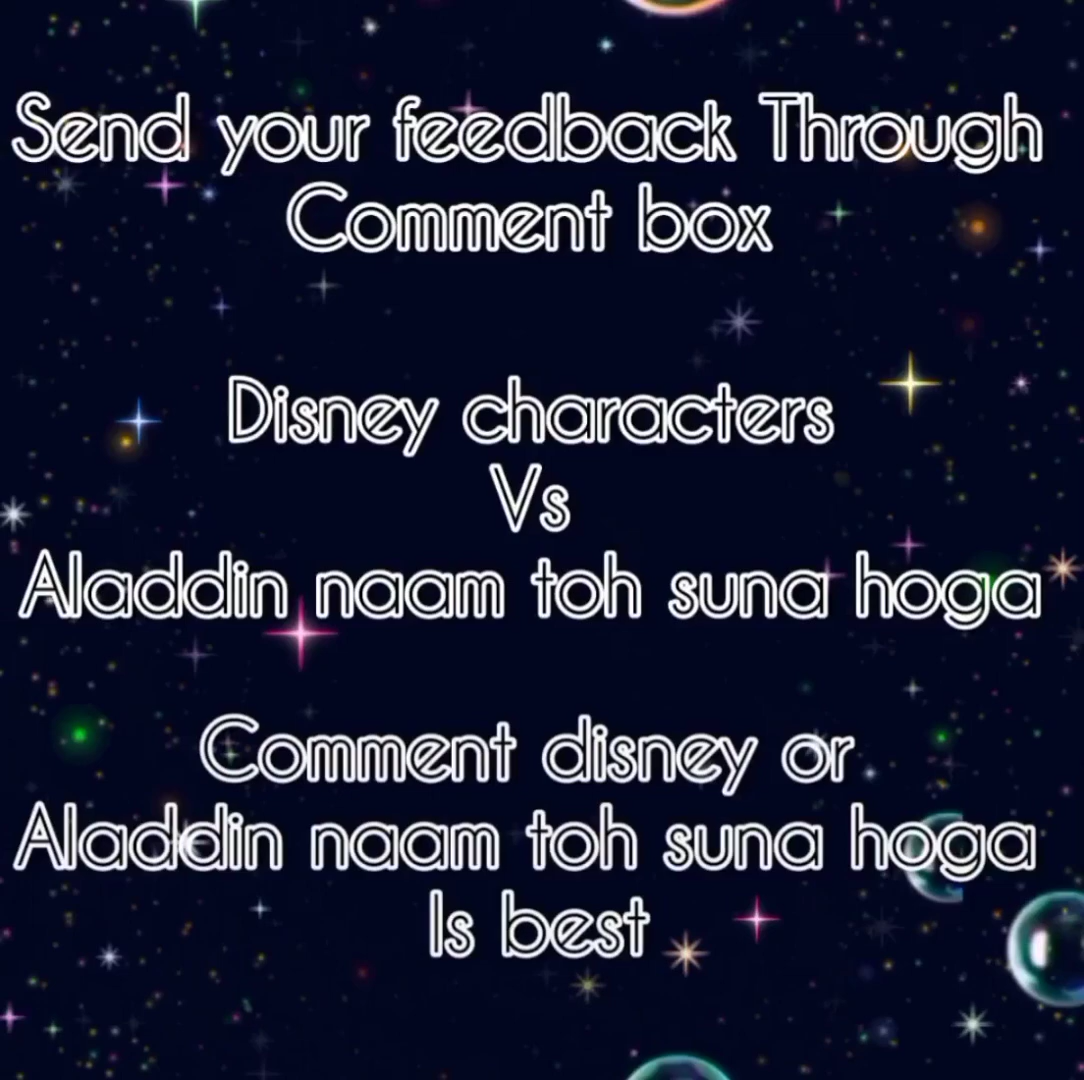 Send your feedback Through
Comment box
Disney characters
Vs
Aladdin naam toh suna hoga
Comment disney or
Aladdin naam toh suna hoga
Is best